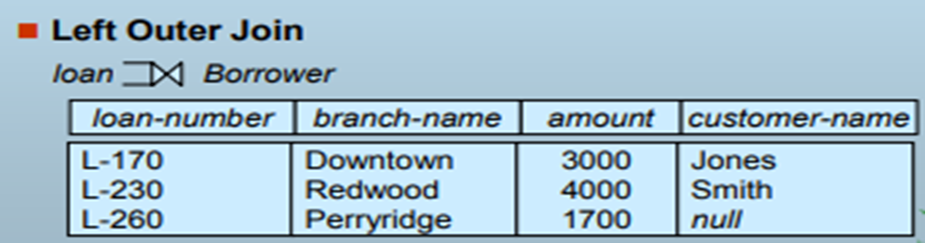 Left Outer Join
loan ⟕ Borrower
loan-number branch-name amount customer-name
L-170 Downtown 3000 Jones
L-230 Redwood 4000 Smith
L-260 Perryridge 1700 null